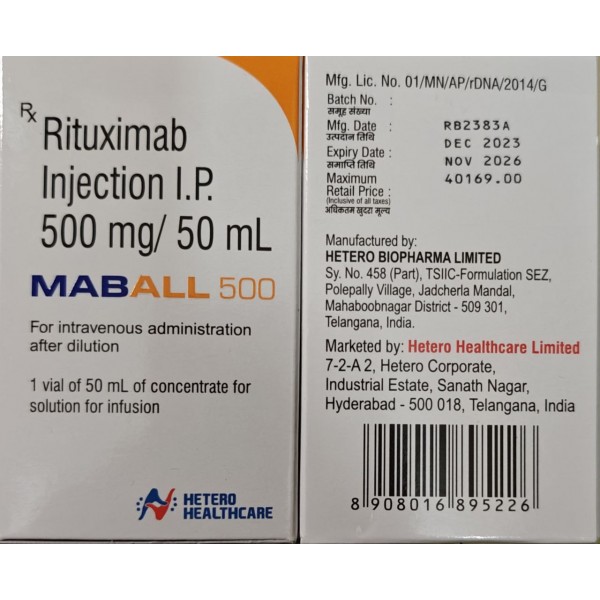 Rx
Rituximab
Injection I.P.
500 mg/ 50 mL
MABALL 500
For intravenous administration
after dilution
1 vial of 50 mL of concentrate for
solution for infusion
HETERO
HEALTHCARE
Mfg. Lic. No. 01/MN/AP/rDNA/2014/G
Batch No. :
समूह संख्या
Mfg. Date : RB2383A
उत्पादन तिथि DEC 2023
Expiry Date :
समाप्ति तिथि NOV 2026
Maximum 40169.00
Retail Price :
(Inclusive of all taxes)
अधिकतम खुदरा मूल्य
Manufactured by:
HETERO BIOPHARMA LIMITED
Sy. No. 458 (Part), TSIIC-Formulation SEZ,
Polepally Village, Jadcherla Mandal,
Mahaboobnagar District - 509 301,
Telangana, India.
Marketed by: Hetero Healthcare Limited
7-2-A 2, Hetero Corporate,
Industrial Estate, Sanath Nagar,
Hyderabad - 500 018, Telangana, India
8 908016 895226